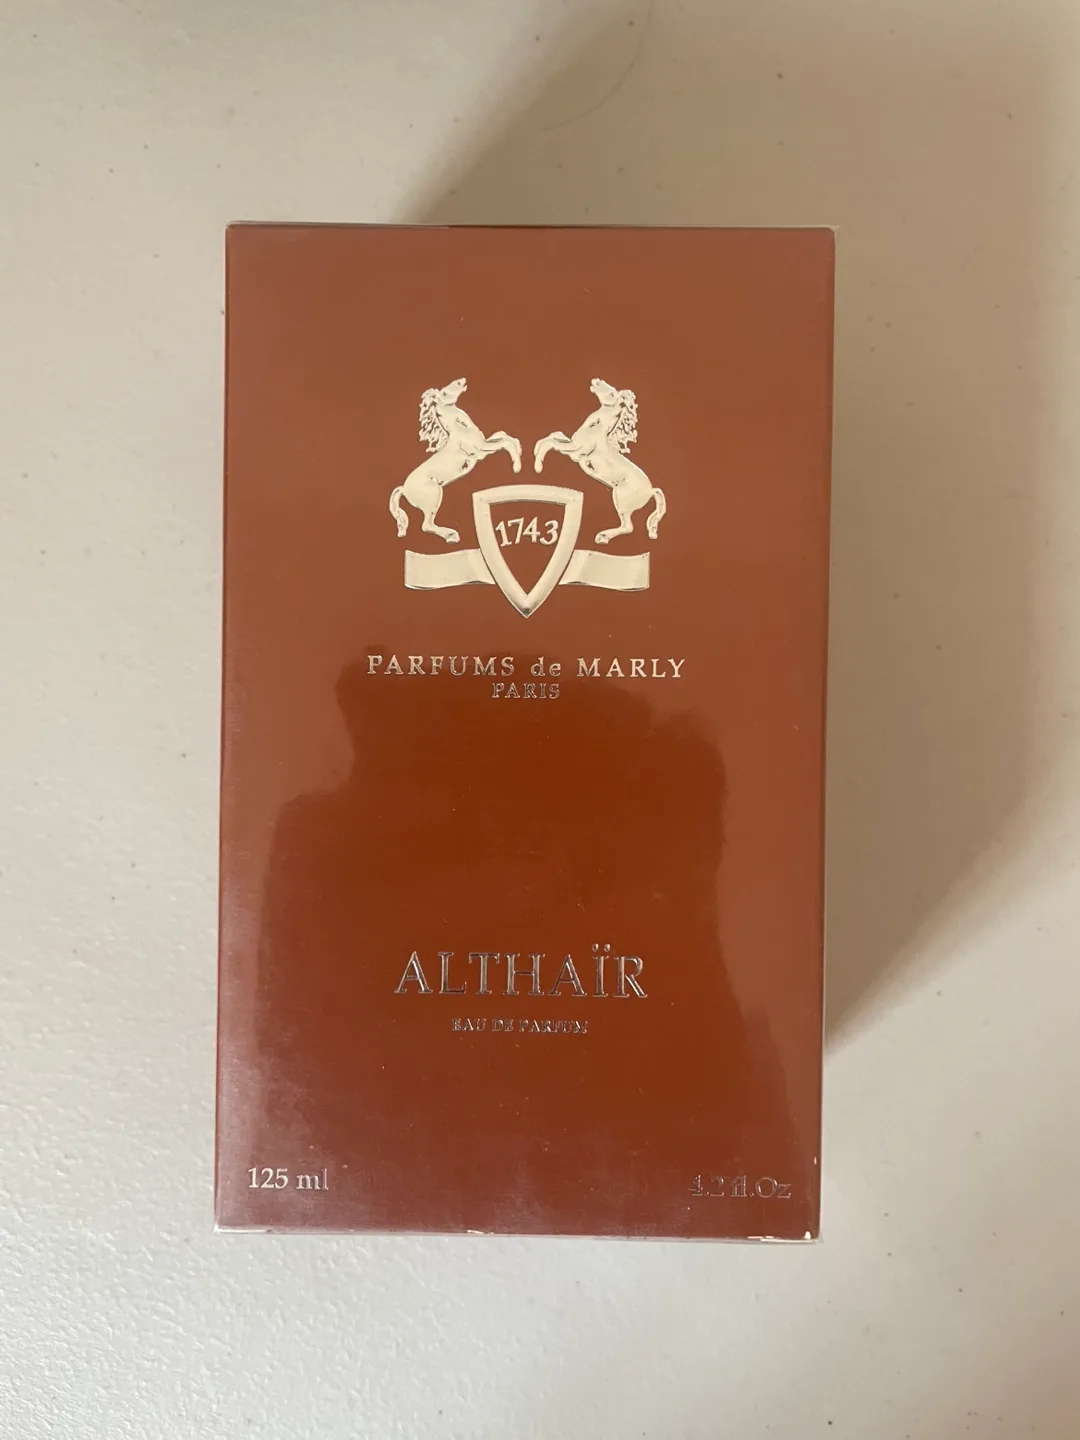 1743
PARFUMS de MARLY
PARIS
ALTHAÏR
EAU DE PARFUM
125 ml
4.2 fl.Oz